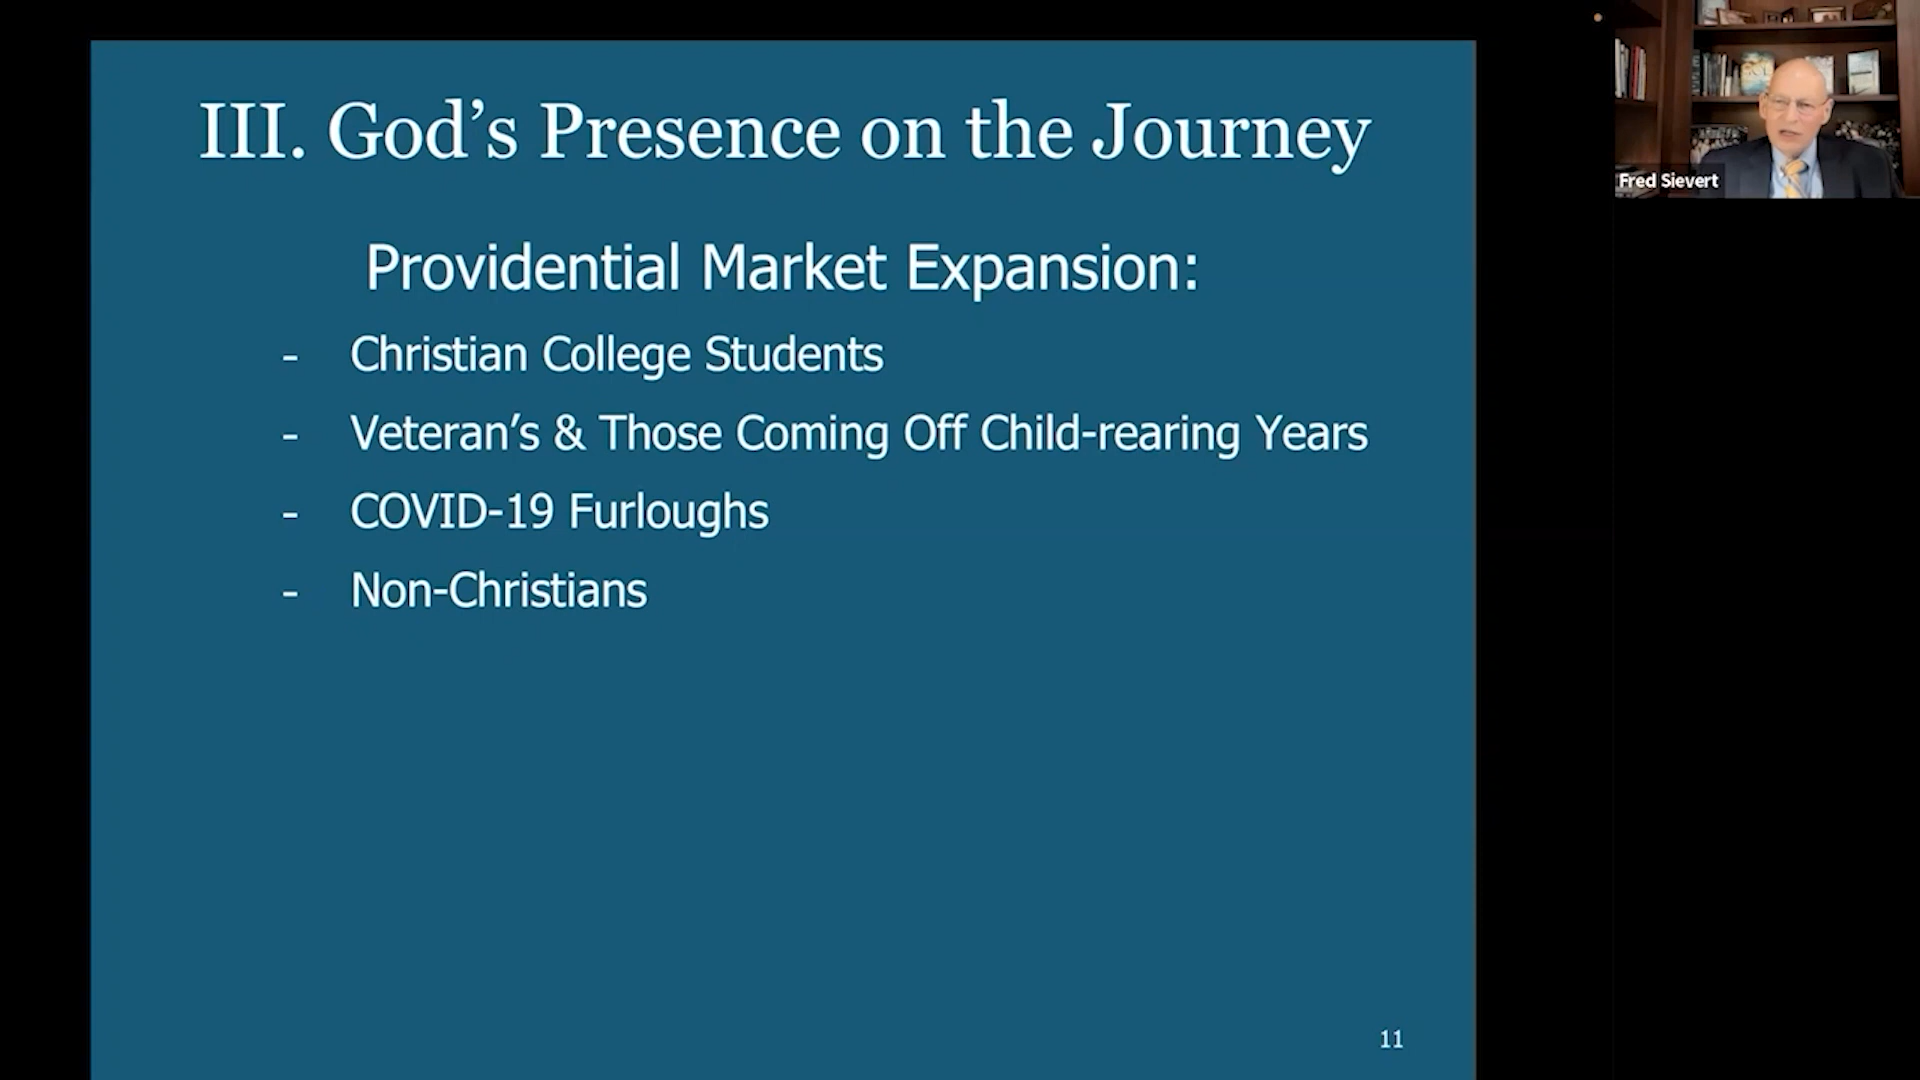 III. God’s Presence on the Journey
Providential Market Expansion:
- Christian College Students
- Veteran’s & Those Coming Off Child-rearing Years
- COVID-19 Furloughs
- Non-Christians
11
Fred Sievert